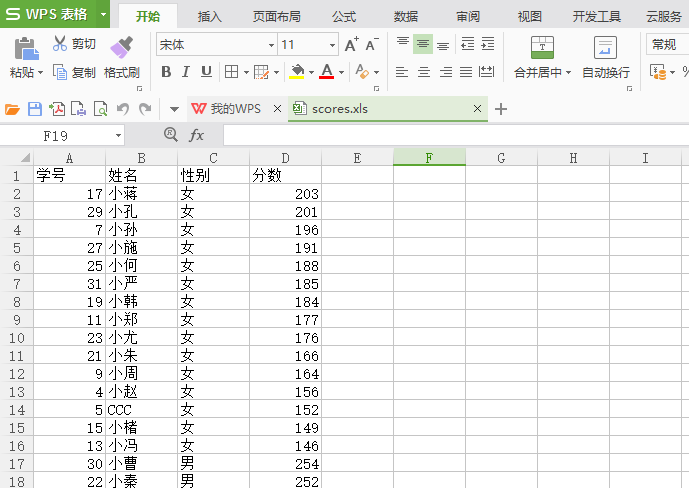 S WPS 表格 开始 插入 页面布局 公式 数据 审阅 视图 开发工具 云服务
剪切 宋体 11 A+ A- 常规
粘贴 复制 格式刷 B I U A 合并居中 自动换行 %
我的WPS scores.xls
F19 fx
A B C D E F G H I
1 学号 姓名 性别 分数
2 17 小蒋 女 203
3 29 小孔 女 201
4 7 小孙 女 196
5 27 小施 女 191
6 25 小何 女 188
7 31 小严 女 185
8 19 小韩 女 184
9 11 小郑 女 177
10 23 小尤 女 176
11 21 小朱 女 166
12 9 小周 女 164
13 4 小赵 女 156
14 5 CCC 女 152
15 15 小楮 女 149
16 13 小冯 女 146
17 30 小曹 男 254
18 22 小秦 男 252